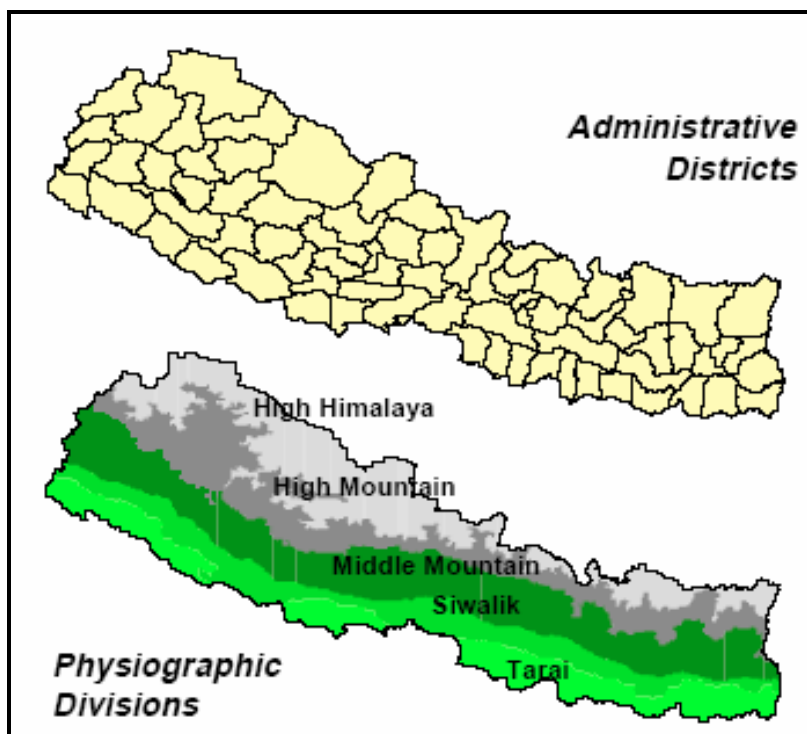 Administrative
Districts
High Himalaya
High Mountain
Middle Mountain
Siwalik
Tarai
Physiographic
Divisions